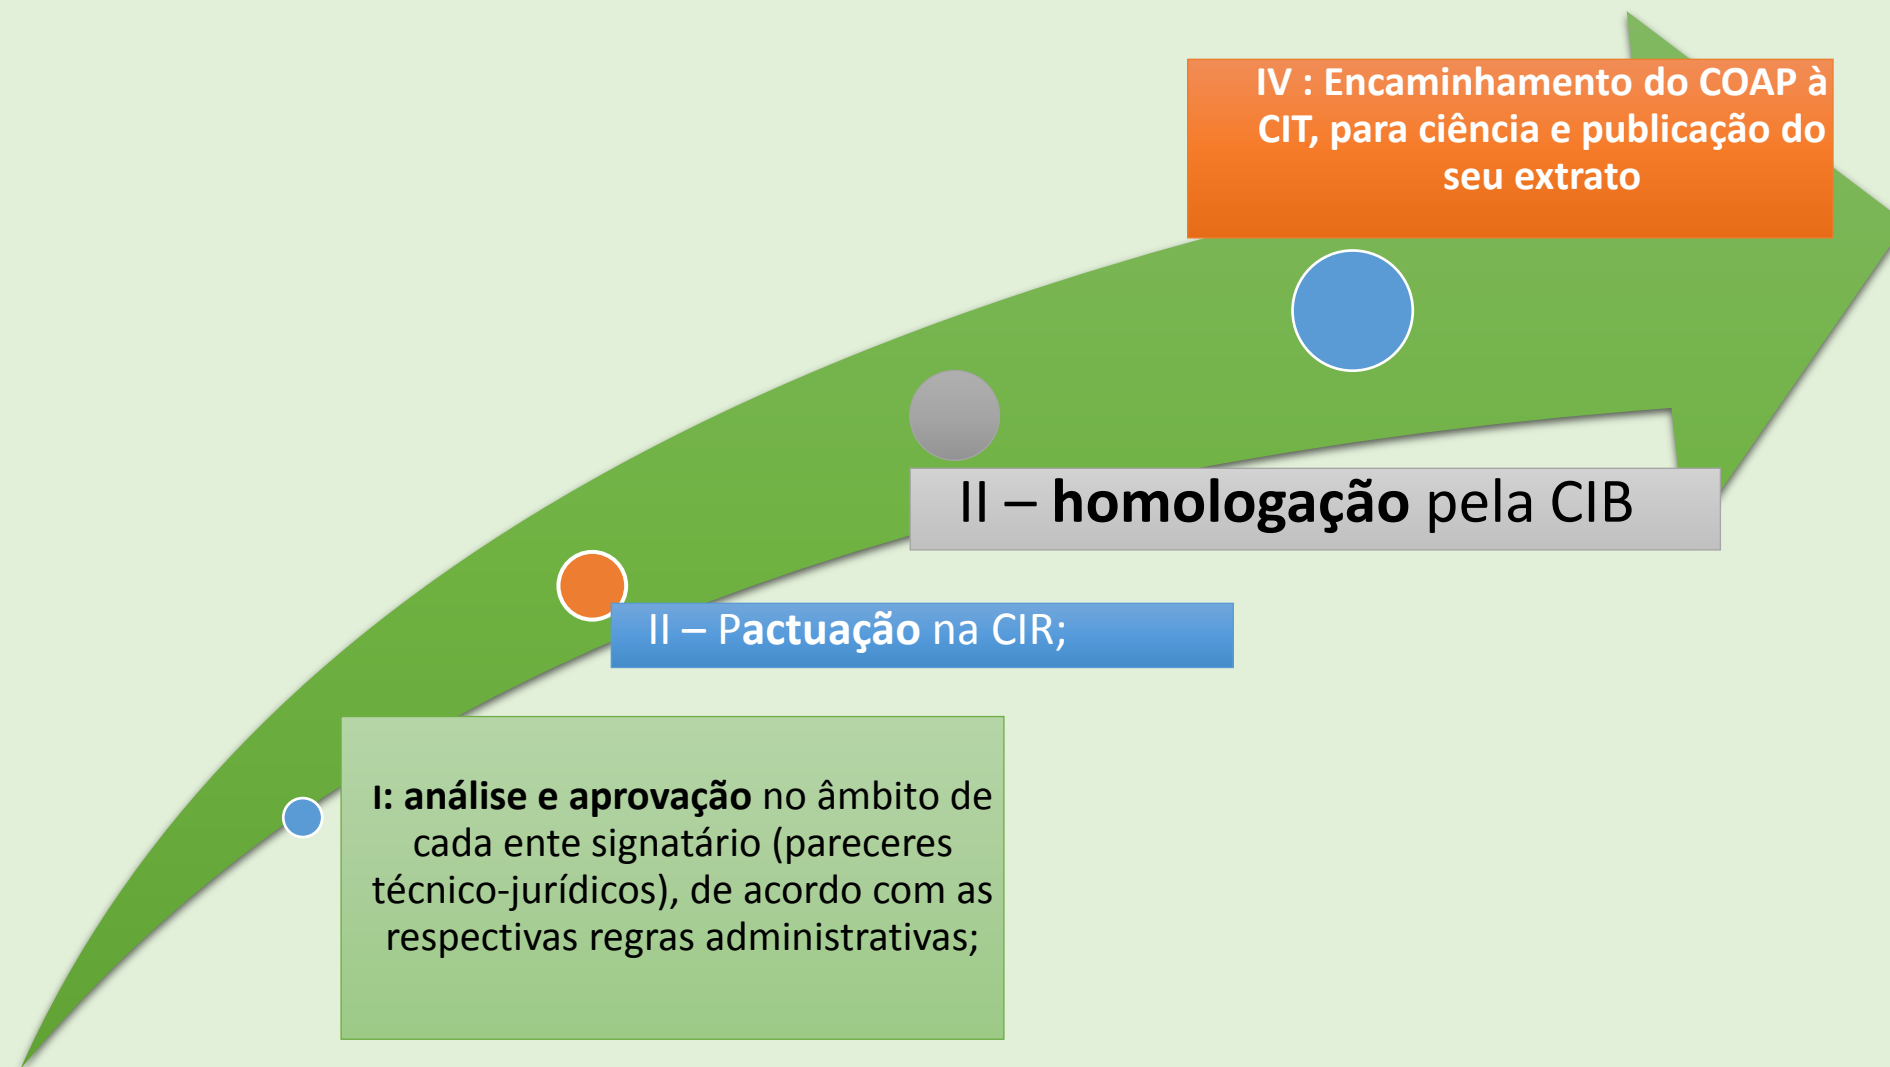 IV : Encaminhamento do COAP à
CIT, para ciência e publicação do
seu extrato
II – homologação pela CIB
II – Pactuação na CIR;
I: análise e aprovação no âmbito de
cada ente signatário (pareceres
técnico-jurídicos), de acordo com as
respectivas regras administrativas;